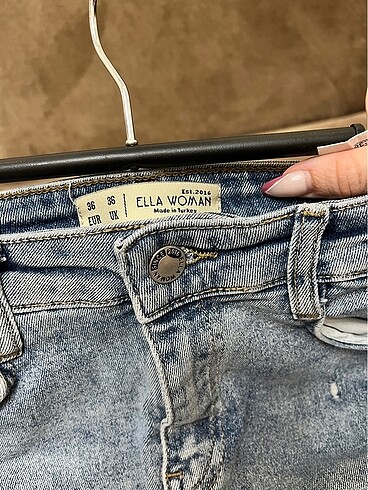 Est.2016
36 36 ELLA WOMAN
EUR UK Made in Turkey